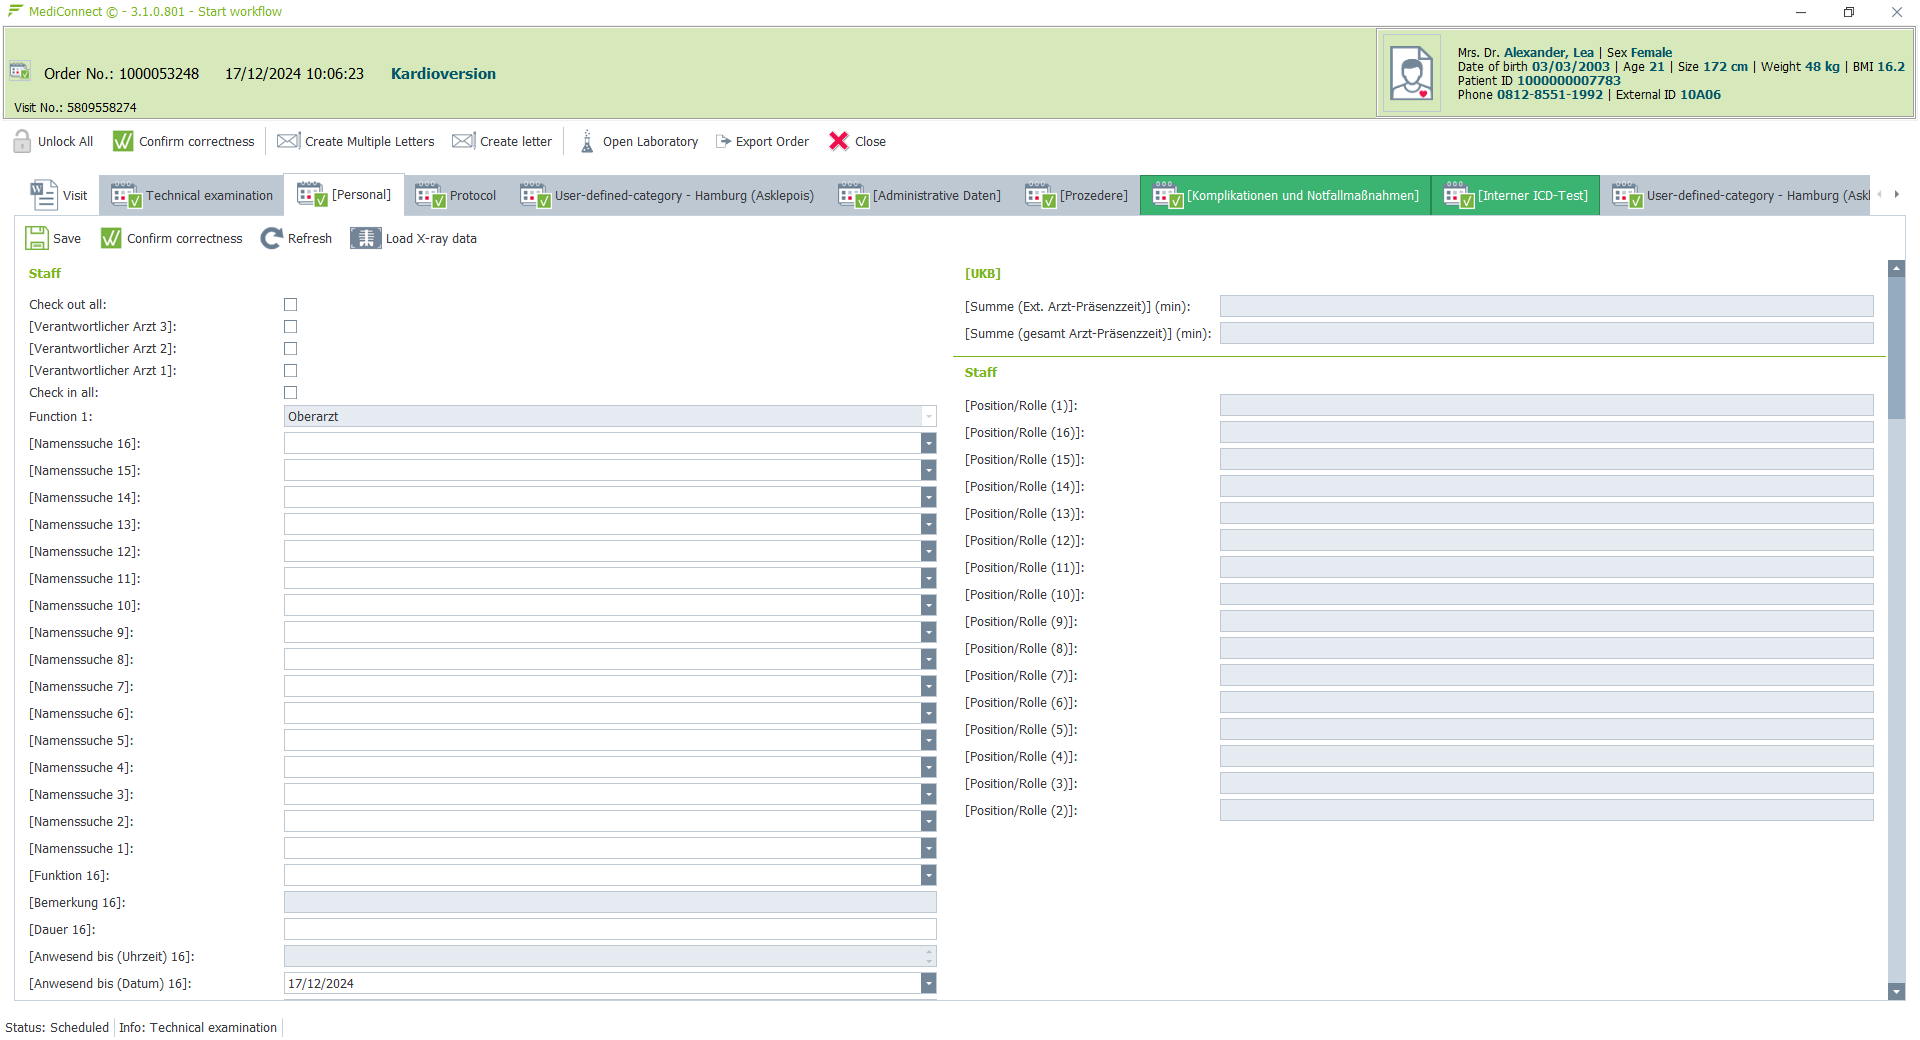 MediConnect © - 3.1.0.801 - Start workflow
Order No.: 1000053248 17/12/2024 10:06:23 Kardioversion
Visit No.: 5809558274
Mrs. Dr. Alexander, Lea | Sex Female
Date of birth 03/03/2003 | Age 21 | Size 172 cm | Weight 48 kg | BMI 16.2
Patient ID 1000000007783
Phone 0812-8551-1992 | External ID 10A06
Unlock All Confirm correctness Create Multiple Letters Create letter Open Laboratory Export Order Close
Visit Technical examination [Personal] Protocol User-defined-category - Hamburg (Asklepois) [Administrative Daten] [Prozedere] [Komplikationen und Notfallmaßnahmen] [Interner ICD-Test] User-defined-category - Hamburg (Askl
Save Confirm correctness Refresh Load X-ray data
Staff
Check out all:
[Verantwortlicher Arzt 3]:
[Verantwortlicher Arzt 2]:
[Verantwortlicher Arzt 1]:
Check in all:
Function 1: Oberarzt
[Namenssuche 16]:
[Namenssuche 15]:
[Namenssuche 14]:
[Namenssuche 13]:
[Namenssuche 12]:
[Namenssuche 11]:
[Namenssuche 10]:
[Namenssuche 9]:
[Namenssuche 8]:
[Namenssuche 7]:
[Namenssuche 6]:
[Namenssuche 5]:
[Namenssuche 4]:
[Namenssuche 3]:
[Namenssuche 2]:
[Namenssuche 1]:
[Funktion 16]:
[Bemerkung 16]:
[Dauer 16]:
[Anwesend bis (Uhrzeit) 16]:
[Anwesend bis (Datum) 16]: 17/12/2024
[UKB]
[Summe (Ext. Arzt-Präsenzzeit)] (min):
[Summe (gesamt Arzt-Präsenzzeit)] (min):
Staff
[Position/Rolle (1)]:
[Position/Rolle (16)]:
[Position/Rolle (15)]:
[Position/Rolle (14)]:
[Position/Rolle (13)]:
[Position/Rolle (12)]:
[Position/Rolle (11)]:
[Position/Rolle (10)]:
[Position/Rolle (9)]:
[Position/Rolle (8)]:
[Position/Rolle (7)]:
[Position/Rolle (6)]:
[Position/Rolle (5)]:
[Position/Rolle (4)]:
[Position/Rolle (3)]:
[Position/Rolle (2)]:
Status: Scheduled Info: Technical examination